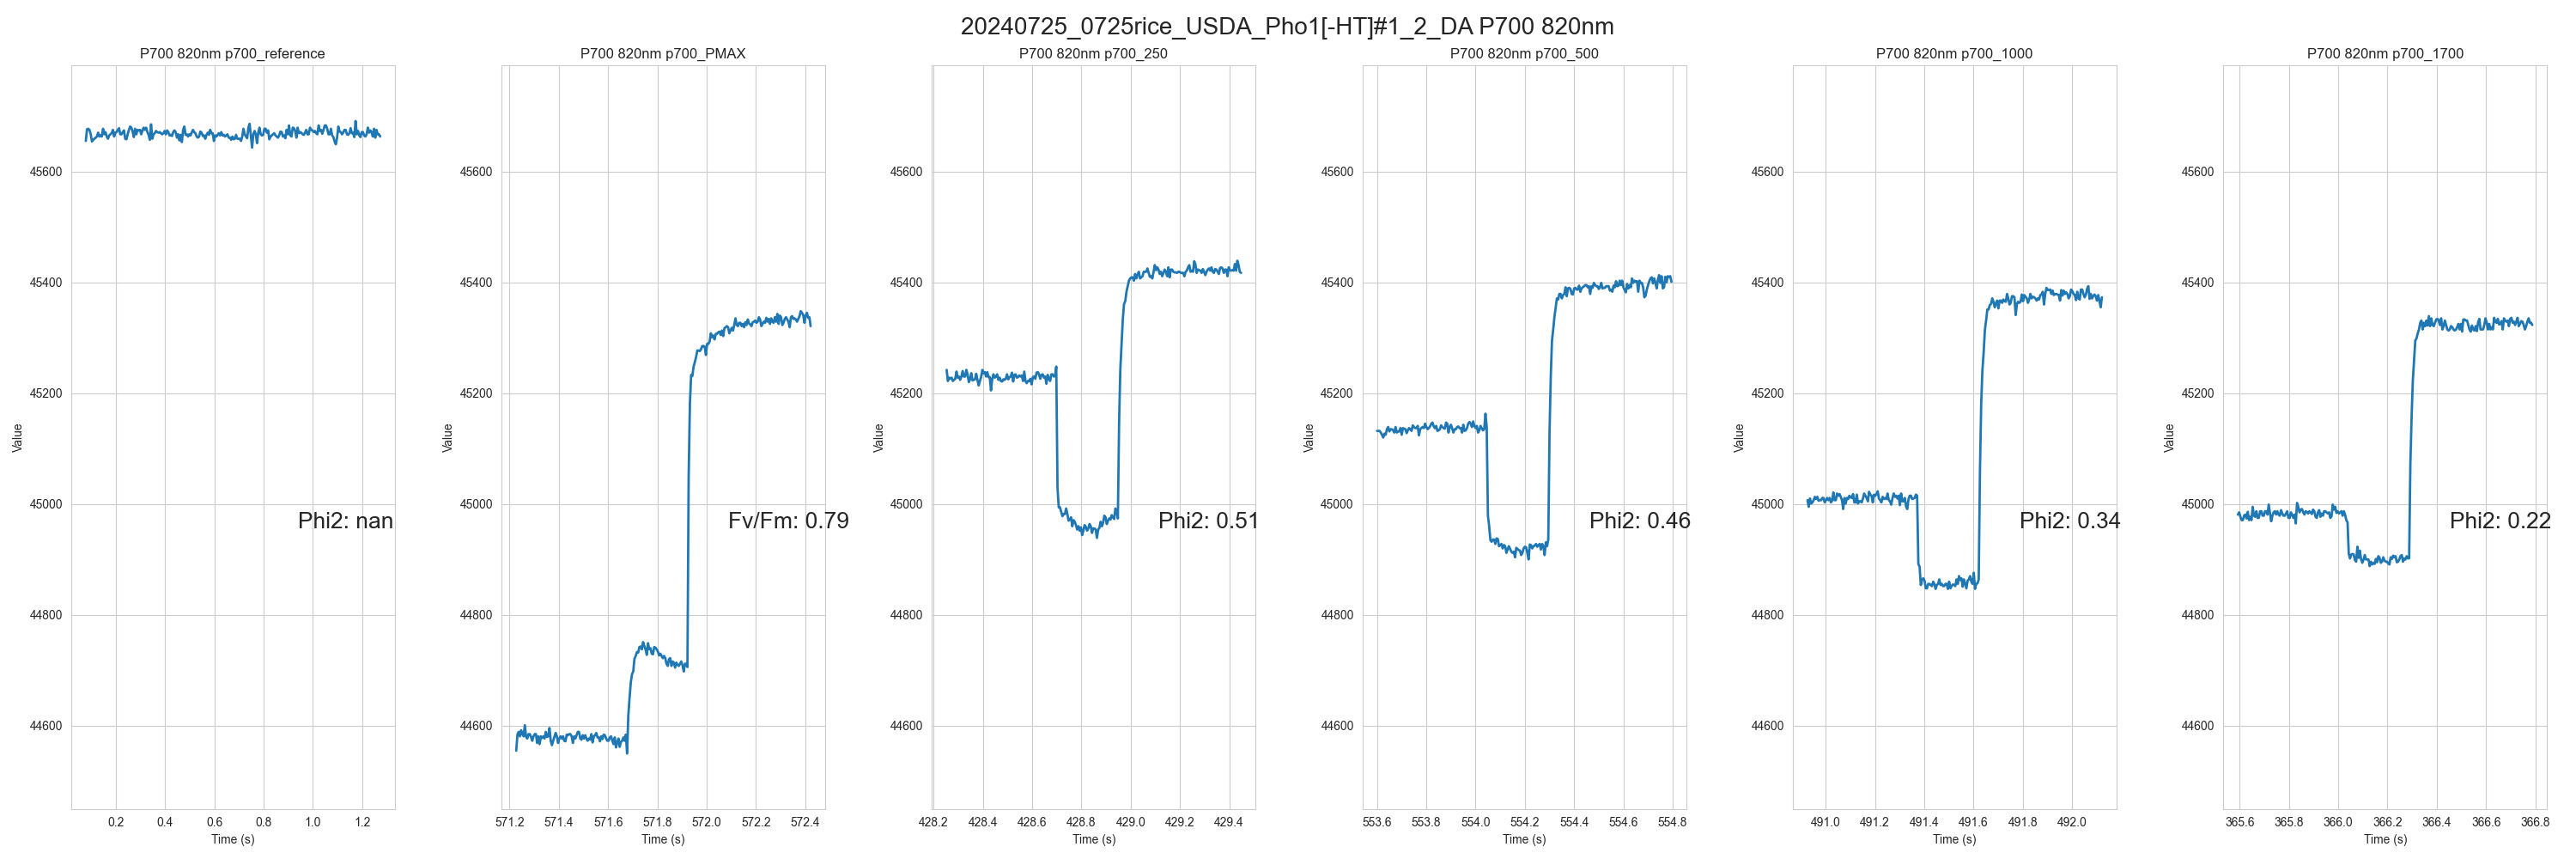 20240725_0725rice_USDA_Pho1[-HT]#1_2_DA P700 820nm
P700 820nm p700_reference
45600
45400
45200
45000
44800
44600
Value
Phi2: nan
0.2 0.4 0.6 0.8 1.0 1.2
Time (s)
P700 820nm p700_PMAX
45600
45400
45200
45000
44800
44600
Value
Fv/Fm: 0.79
571.2 571.4 571.6 571.8 572.0 572.2 572.4
Time (s)
P700 820nm p700_250
45600
45400
45200
45000
44800
44600
Value
Phi2: 0.51
428.2 428.4 428.6 428.8 429.0 429.2 429.4
Time (s)
P700 820nm p700_500
45600
45400
45200
45000
44800
44600
Value
Phi2: 0.46
553.6 553.8 554.0 554.2 554.4 554.6 554.8
Time (s)
P700 820nm p700_1000
45600
45400
45200
45000
44800
44600
Value
Phi2: 0.34
491.0 491.2 491.4 491.6 491.8 492.0
Time (s)
P700 820nm p700_1700
45600
45400
45200
45000
44800
44600
Value
Phi2: 0.22
365.6 365.8 366.0 366.2 366.4 366.6 366.8
Time (s)